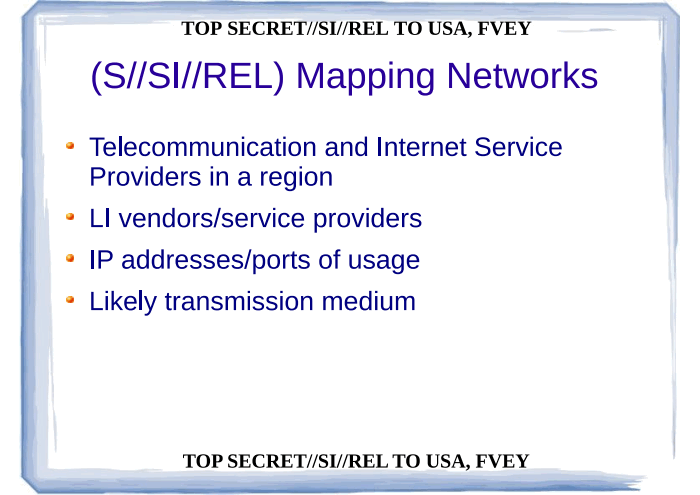 TOP SECRET//SI//REL TO USA, FVEY
(S//SI//REL) Mapping Networks
Telecommunication and Internet Service
Providers in a region
LI vendors/service providers
IP addresses/ports of usage
Likely transmission medium
TOP SECRET//SI//REL TO USA, FVEY